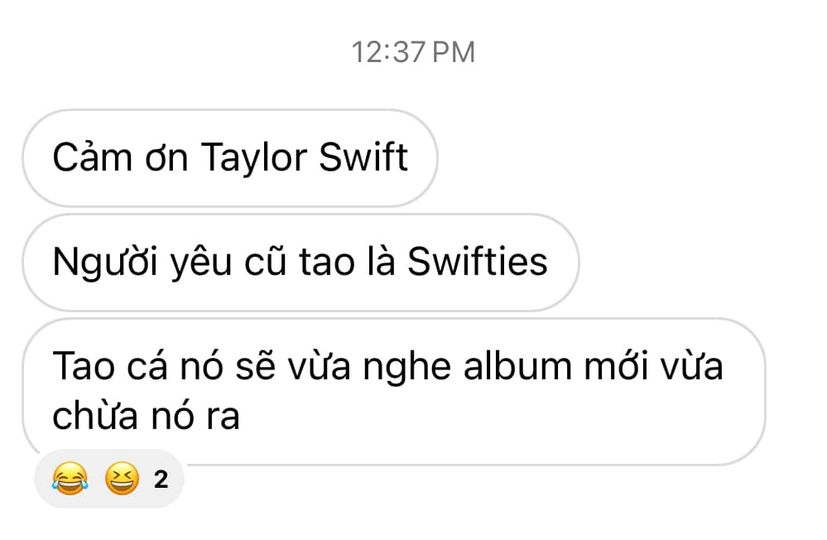 12:37 PM
Cảm ơn Taylor Swift
Người yêu cũ tao là Swifties
Tao cá nó sẽ vừa nghe album mới vừa
chừa nó ra
😂 😆 2